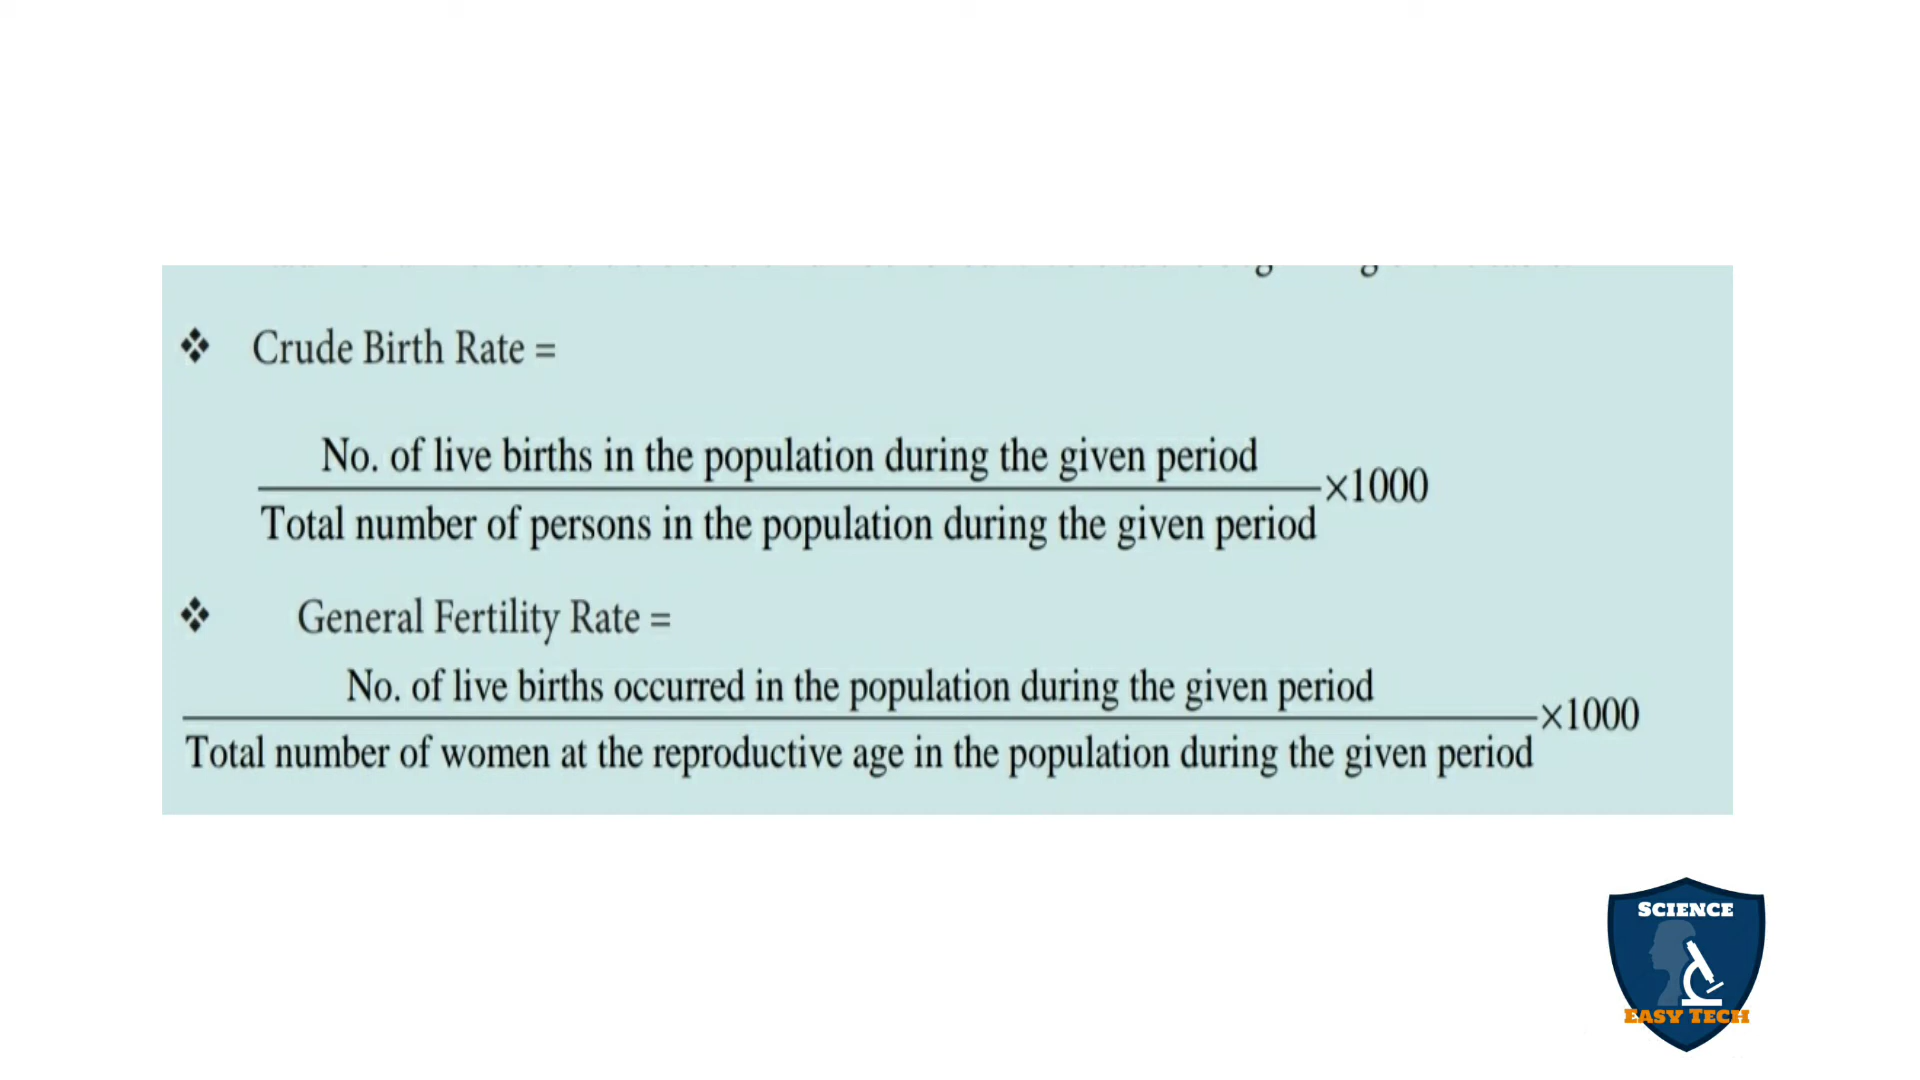 ❖ Crude Birth Rate =
No. of live births in the population during the given period
×1000
Total number of persons in the population during the given period
❖ General Fertility Rate =
No. of live births occurred in the population during the given period
×1000
Total number of women at the reproductive age in the population during the given period
SCIENCE
EASY TECH